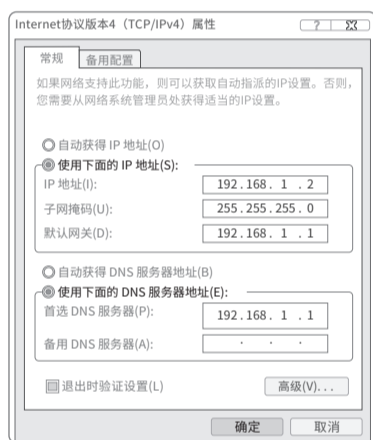 Internet协议版本4（TCP/IPv4）属性
?
常规 备用配置
如果网络支持此功能，则可以获取自动指派的IP设置。否则，
您需要从网络系统管理员处获得适当的IP设置。
自动获得 IP 地址(O)
使用下面的 IP 地址(S):
IP 地址(I): 192.168. 1 .2
子网掩码(U): 255.255.255.0
默认网关(D): 192.168. 1 .1
自动获得 DNS 服务器地址(B)
使用下面的 DNS 服务器地址(E):
首选 DNS 服务器(P): 192.168. 1 .1
备用 DNS 服务器(A): . . .
退出时验证设置(L) 高级(V)...
确定 取消